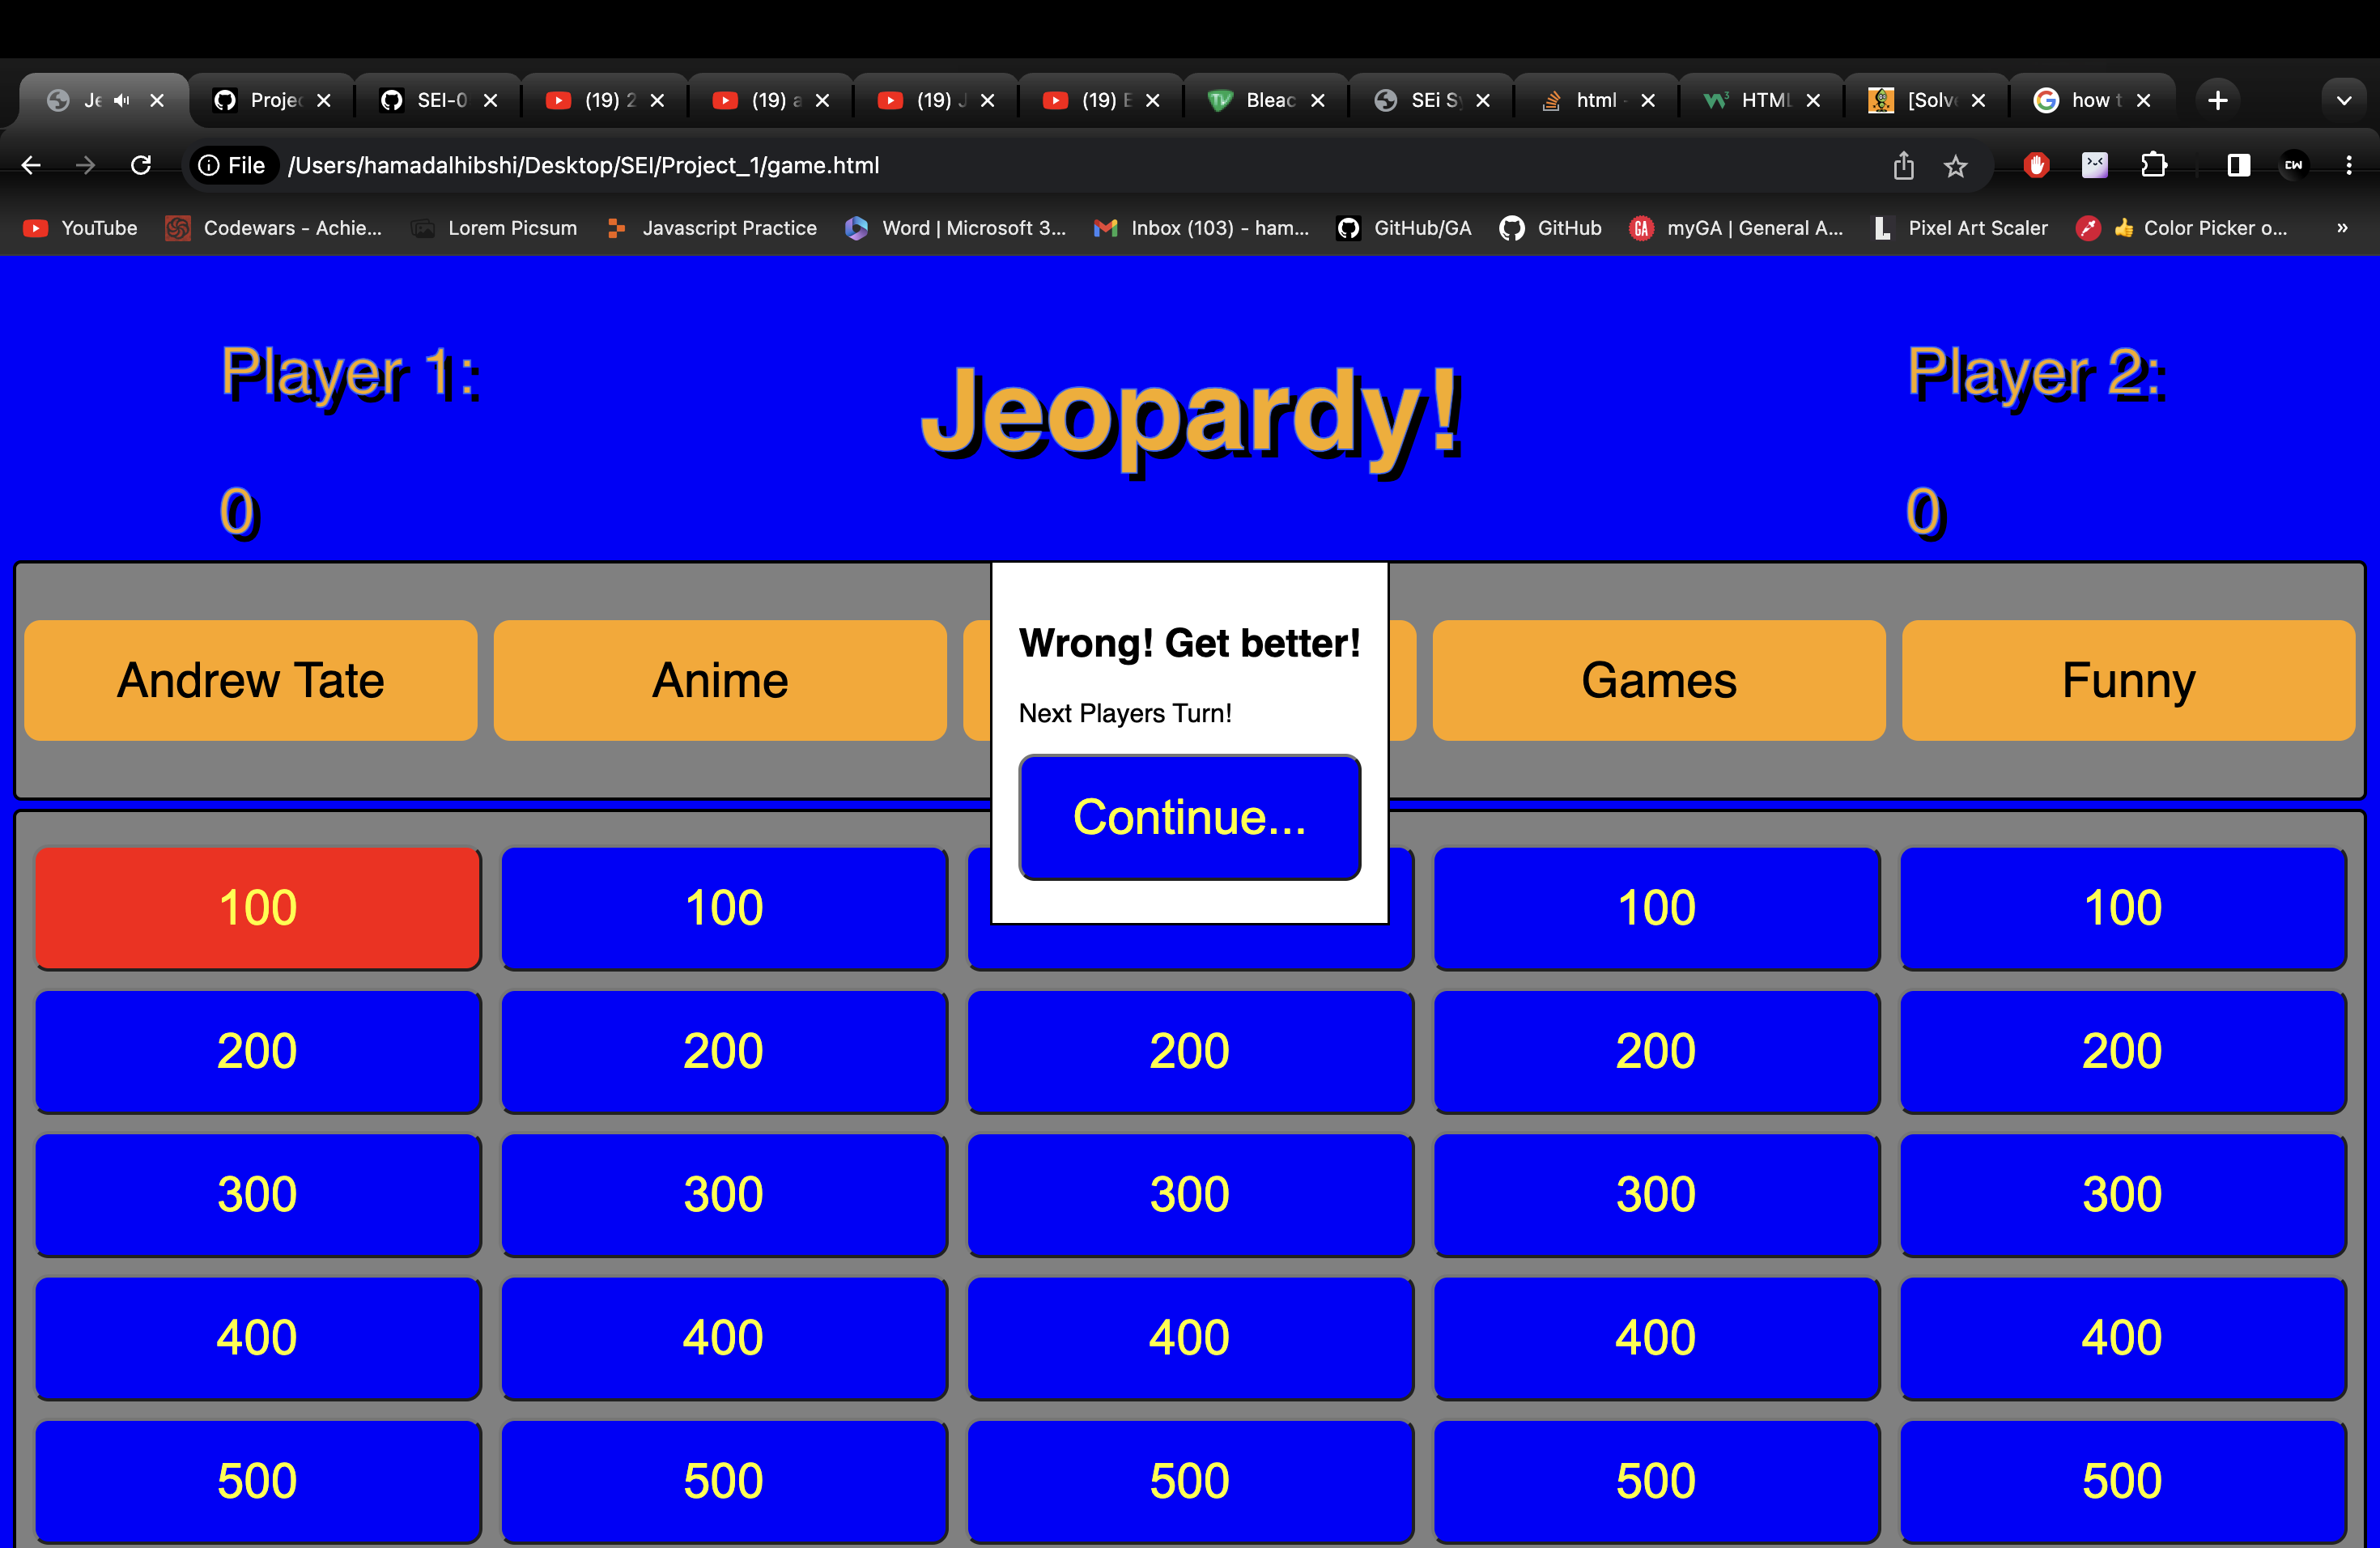 Je Projec SEI-0 (19) 2 (19) a (19) J (19) E Bleac SEi Sy html - HTML [Solve how t
File /Users/hamadalhibshi/Desktop/SEI/Project_1/game.html CW
YouTube Codewars - Achie... Lorem Picsum Javascript Practice Word | Microsoft 3... Inbox (103) - ham... GitHub/GA GitHub GA myGA | General A... Pixel Art Scaler 👍 Color Picker o... »
Player 1: Jeopardy! Player 2:
0 0
Andrew Tate Anime Games Funny
Wrong! Get better!
Next Players Turn!
Continue...
100 100 100 100
200 200 200 200 200
300 300 300 300 300
400 400 400 400 400
500 500 500 500 500